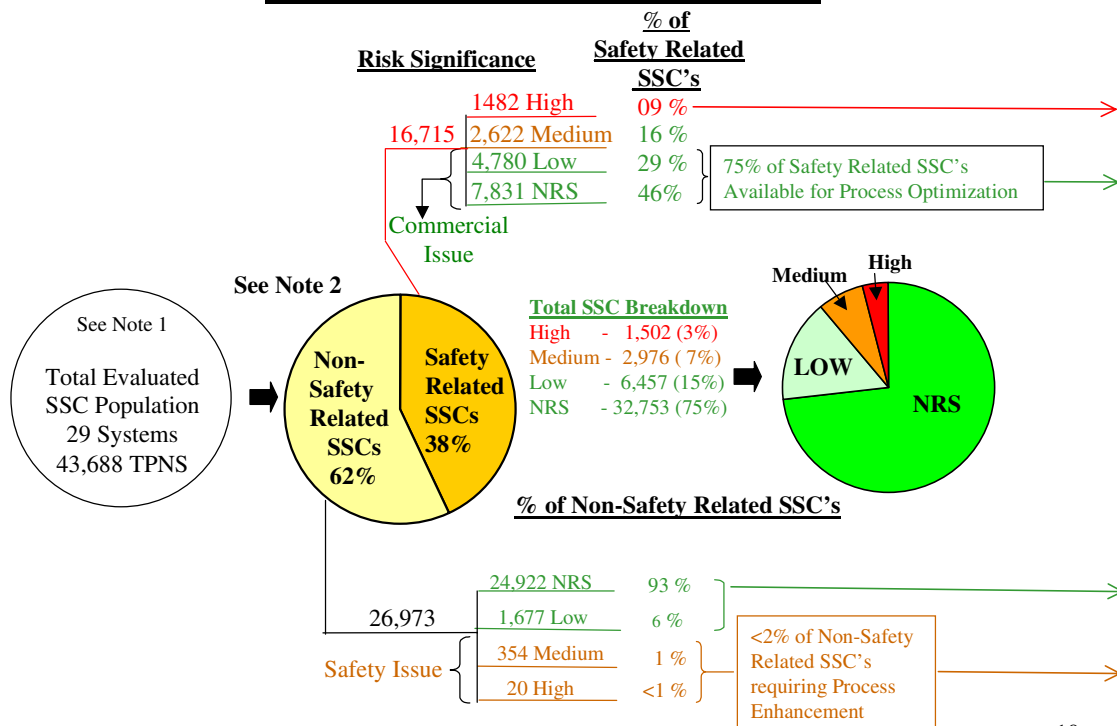 % of
Safety Related
SSC's
Risk Significance
1482 High 09 %
16,715 2,622 Medium 16 %
4,780 Low 29 %
7,831 NRS 46%
75% of Safety Related SSC's
Available for Process Optimization
Commercial
Issue
See Note 2
See Note 1
Total Evaluated
SSC Population
29 Systems
43,688 TPNS
Non-
Safety
Related
SSCs
62%
Safety
Related
SSCs
38%
Total SSC Breakdown
High - 1,502 (3%)
Medium - 2,976 ( 7%)
Low - 6,457 (15%)
NRS - 32,753 (75%)
Medium
High
LOW
NRS
% of Non-Safety Related SSC's
24,922 NRS 93 %
26,973
1,677 Low 6 %
Safety Issue
354 Medium 1 %
20 High <1 %
<2% of Non-Safety
Related SSC's
requiring Process
Enhancement